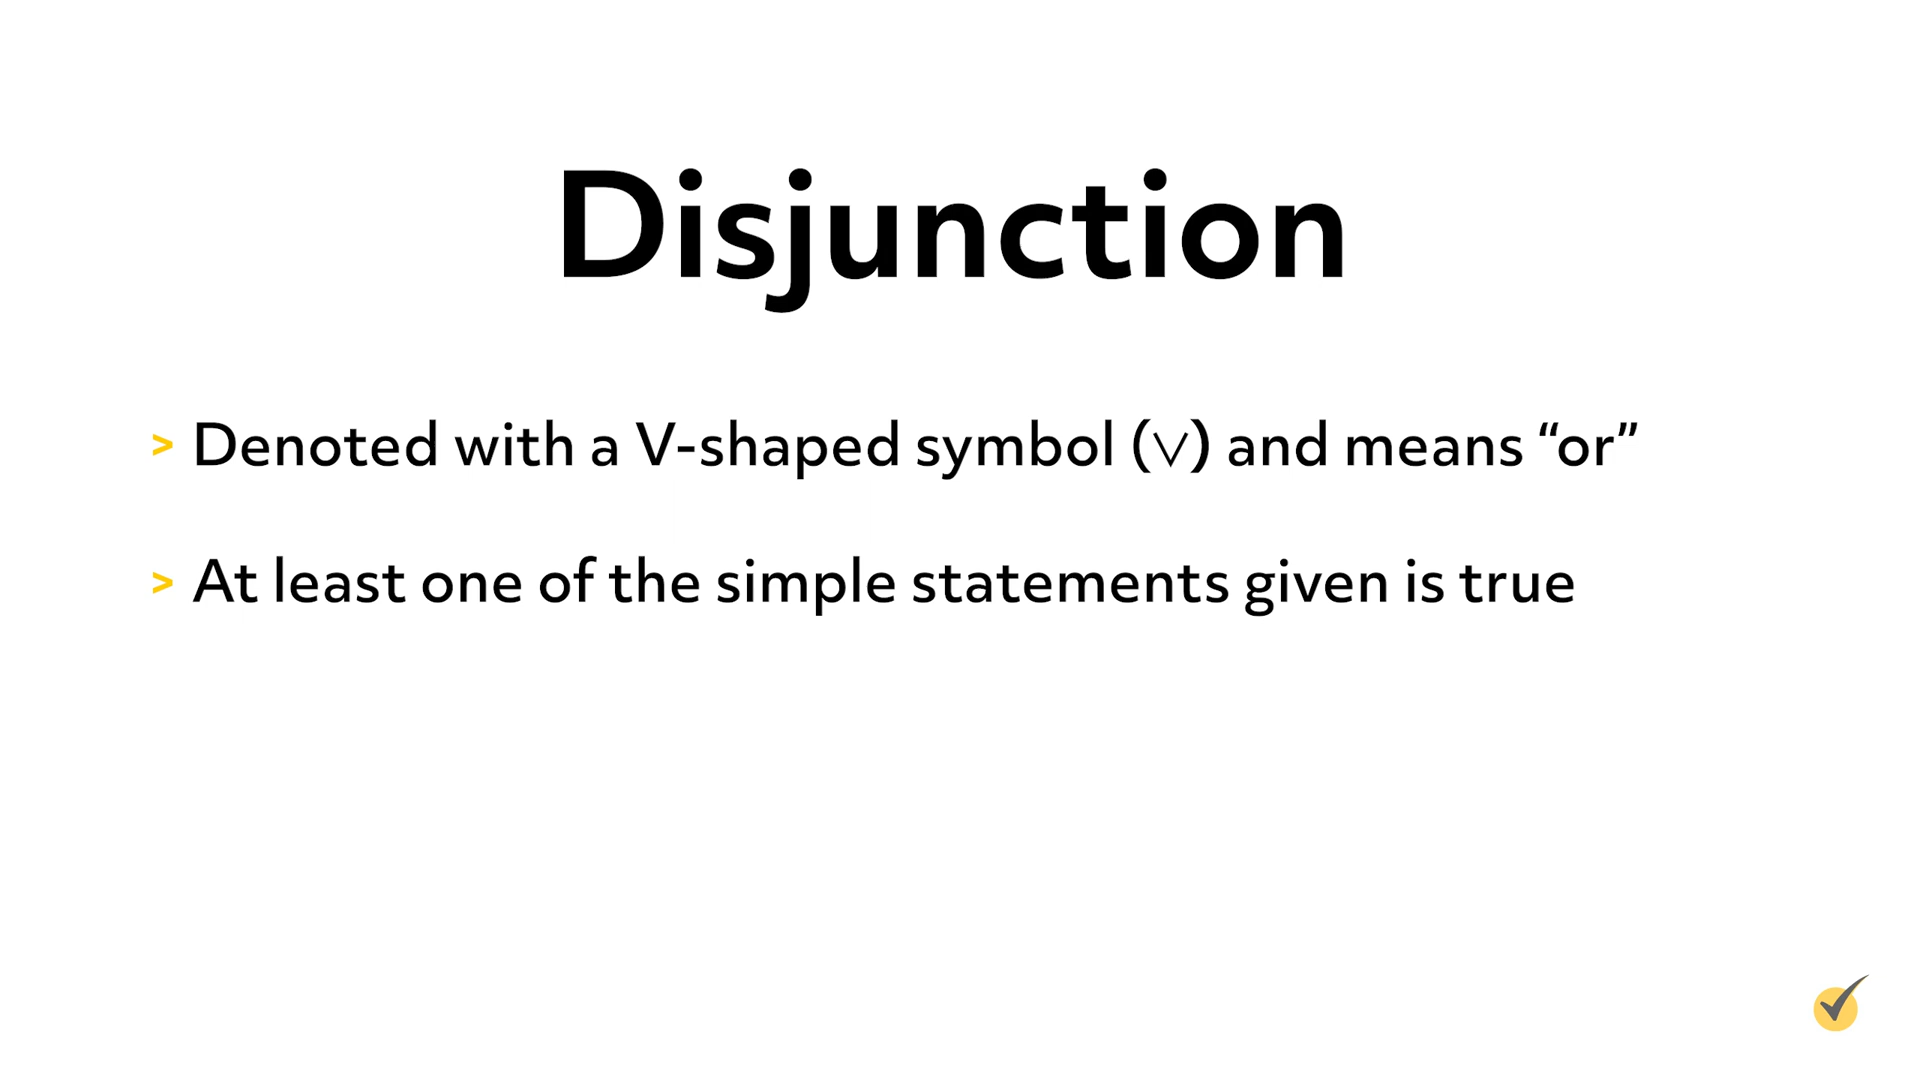 Disjunction
> Denoted with a V-shaped symbol (∨) and means “or”
> At least one of the simple statements given is true